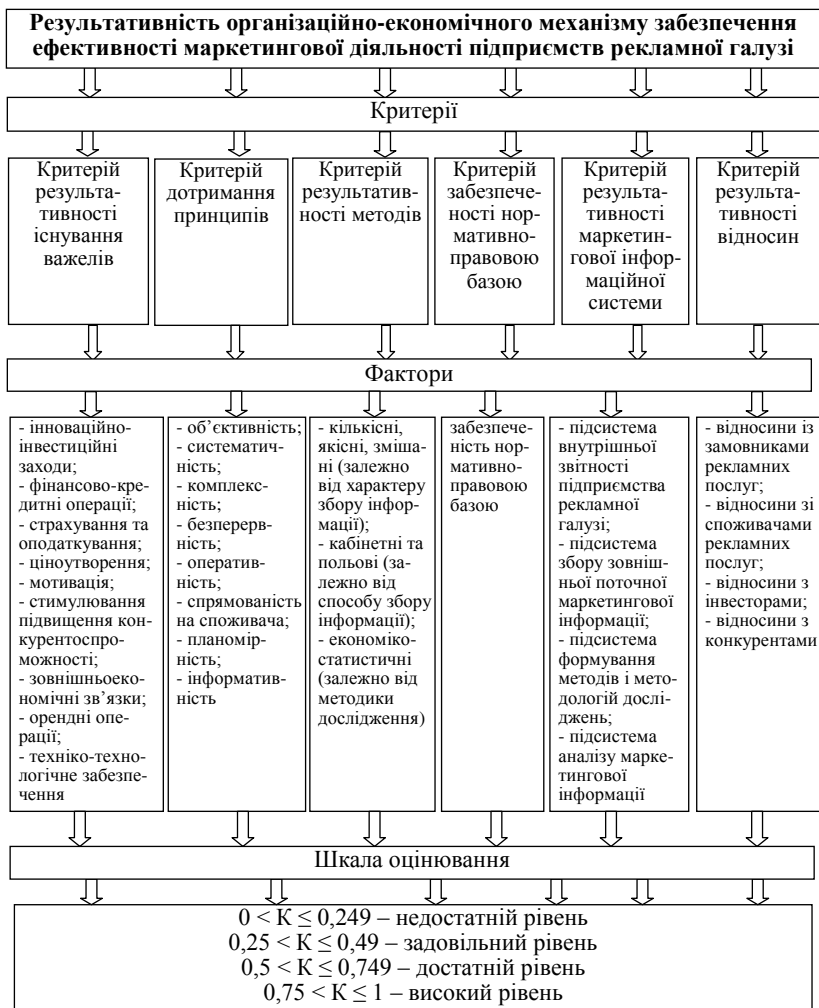 Результативність організаційно-економічного механізму забезпечення
ефективності маркетингової діяльності підприємств рекламної галузі
Критерії
Критерій
результа-
тивності
існування
важелів
Критерій
дотримання
принципів
Критерій
результатив-
ності методів
Критерій
забезпече-
ності нор-
мативно-
правовою
базою
Критерій
результа-
тивності
маркетин-
гової інфор-
маційної
системи
Критерій
результа-
тивності
відносин
Фактори
- інноваційно-
інвестиційні
заходи;
- фінансово-кре-
дитні операції;
- страхування та
оподаткування;
- ціноутворення;
- мотивація;
- стимулювання
підвищення кон-
курентоспро-
можності;
- зовнішньоеко-
номічні зв’язки;
- орендні опе-
рації;
- техніко-техно-
логічне забезпе-
чення
- об’єктивність;
- систематич-
ність;
- комплекс-
ність;
- безперерв-
ність;
- оператив-
ність;
- спрямованість
на споживача;
- планомір-
ність;
- інформатив-
ність
- кількісні,
якісні, зміша-
ні (залежно
від характеру
збору інфор-
мації);
- кабінетні та
польові (за-
лежно від
способу збору
інформації);
- економіко-
статистичні
(залежно від
методики
дослідження)
забезпече-
ність нор-
мативно-
правовою
базою
- підсистема
внутрішньої
звітності
підприємства
рекламної
галузі;
- підсистема
збору зовніш-
ньої поточної
маркетингової
інформації;
- підсистема
формування
методів і мето-
дологій дослі-
джень;
- підсистема
аналізу марке-
тингової
інформації
- відносини із
замовниками
рекламних
послуг;
- відносини зі
споживачами
рекламних
послуг;
- відносини з
інвесторами;
- відносини з
конкурентами
Шкала оцінювання
0 < К ≤ 0,249 – недостатній рівень
0,25 < К ≤ 0,49 – задовільний рівень
0,5 < К ≤ 0,749 – достатній рівень
0,75 < К ≤ 1 – високий рівень